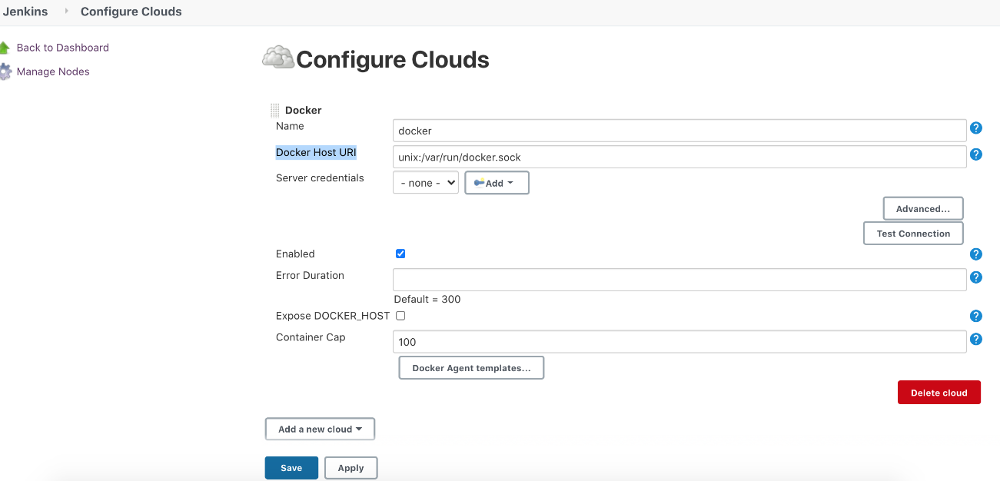 Jenkins Configure Clouds
Back to Dashboard
Manage Nodes
Configure Clouds
Docker
Name docker
Docker Host URI unix:/var/run/docker.sock
Server credentials - none - Add
Advanced...
Test Connection
Enabled
Error Duration
Default = 300
Expose DOCKER_HOST
Container Cap 100
Docker Agent templates...
Delete cloud
Add a new cloud
Save Apply